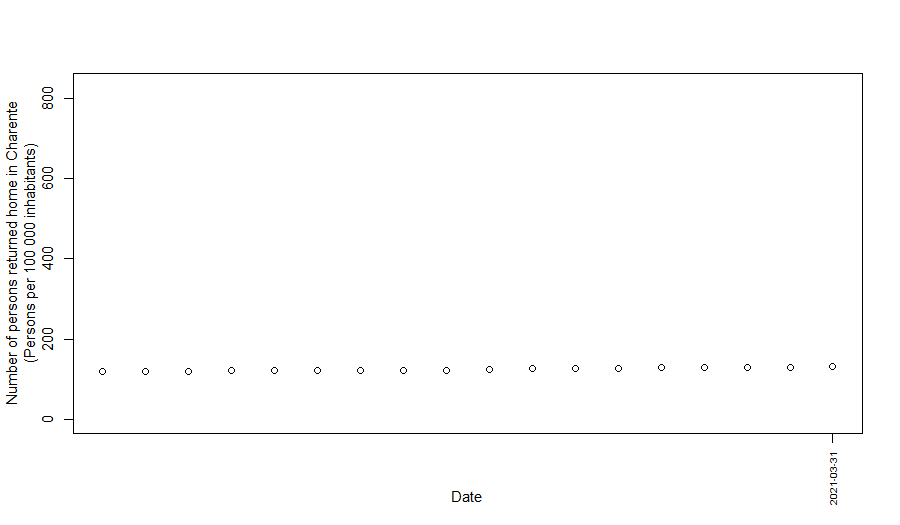 Number of persons returned home in Charente
(Persons per 100 000 inhabitants)
800
600
400
200
0
2021-03-31
Date